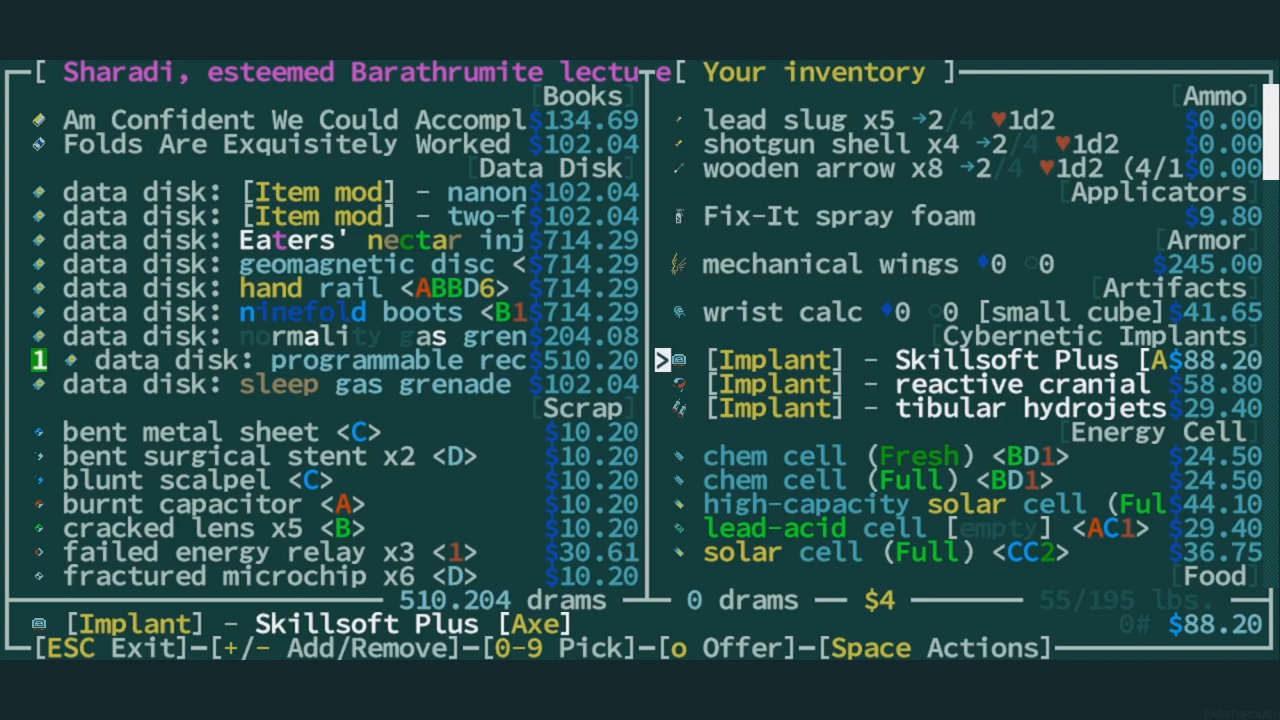 [ Sharadi, esteemed Barathrumite lecture
[Books]
Am Confident We Could Accompl $134.69
Folds Are Exquisitely Worked $102.04
[Data Disk]
data disk: [Item mod] - nanon $102.04
data disk: [Item mod] - two-f $102.04
data disk: Eaters' nectar inj $714.29
data disk: geomagnetic disc < $714.29
data disk: hand rail <ABBD6> $714.29
data disk: ninefold boots <B1 $714.29
data disk: normality gas gren $204.08
1 data disk: programmable rec $510.20
data disk: sleep gas grenade $102.04
[Scrap]
bent metal sheet <C> $10.20
bent surgical stent x2 <D> $10.20
blunt scalpel <C> $10.20
burnt capacitor <A> $10.20
cracked lens x5 <B> $10.20
failed energy relay x3 <1> $30.61
fractured microchip x6 <D> $10.20
510.204 drams
[ Your inventory ]
[Ammo]
lead slug x5 →2/4 ♥1d2 $0.00
shotgun shell x4 →2/4 ♥1d2 $0.00
wooden arrow x8 →2/4 ♥1d2 (4/1 $0.00
[Applicators]
Fix-It spray foam $9.80
[Armor]
mechanical wings ♦0 ○0 $245.00
[Artifacts]
wrist calc ♦0 ○0 [small cube] $41.65
[Cybernetic Implants]
> [Implant] - Skillsoft Plus [A $88.20
[Implant] - reactive cranial $58.80
[Implant] - tibular hydrojets $29.40
[Energy Cell]
chem cell (Fresh) <BD1> $24.50
chem cell (Full) <BD1> $24.50
high-capacity solar cell (Ful $44.10
lead-acid cell [empty] <AC1> $29.40
solar cell (Full) <CC2> $36.75
[Food]
0 drams — $4 55/195 lbs.
[Implant] - Skillsoft Plus [Axe] 0# $88.20
[ESC Exit]-[+/- Add/Remove]-[0-9 Pick]-[o Offer]-[Space Actions]